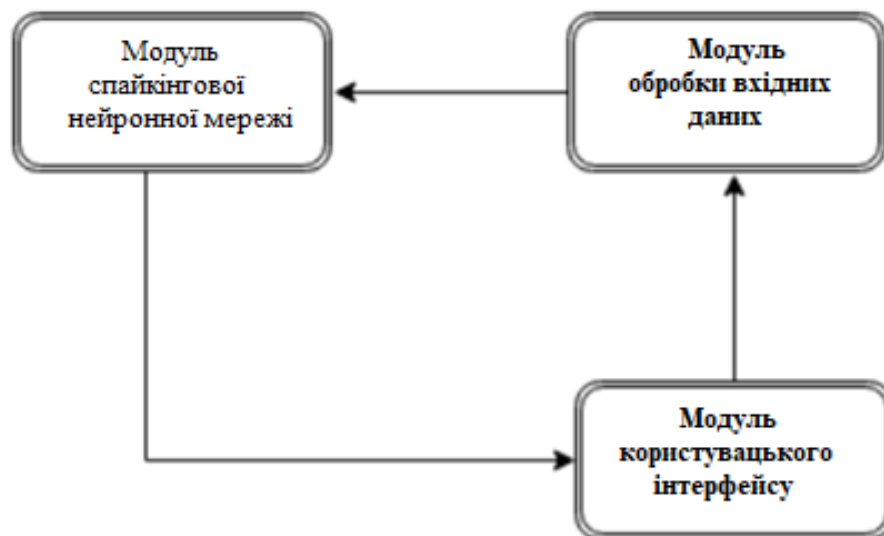 Модуль
спайкінгової
нейронної мережі
Модуль
обробки вхідних
даних
Модуль
користувацького
інтерфейсу